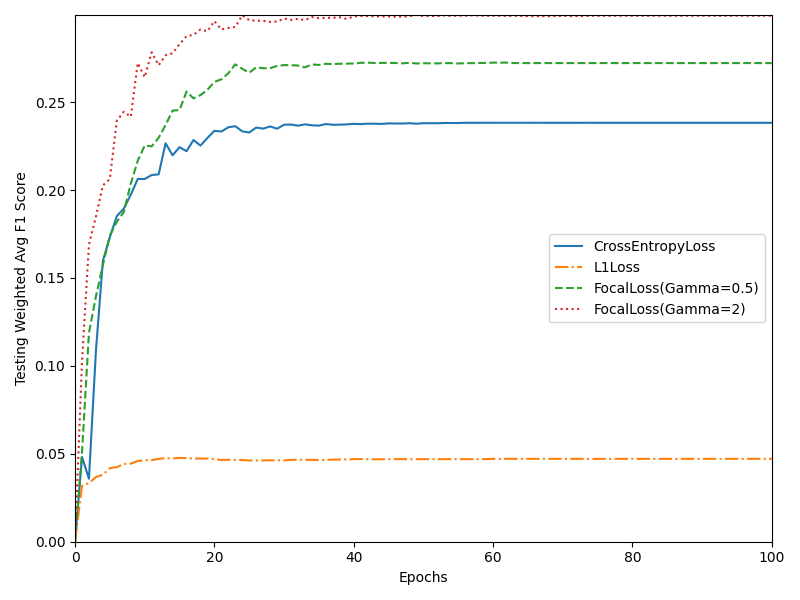 Testing Weighted Avg F1 Score
0.25
0.20
0.15
0.10
0.05
0.00
CrossEntropyLoss
L1Loss
FocalLoss(Gamma=0.5)
FocalLoss(Gamma=2)
0 20 40 60 80 100
Epochs